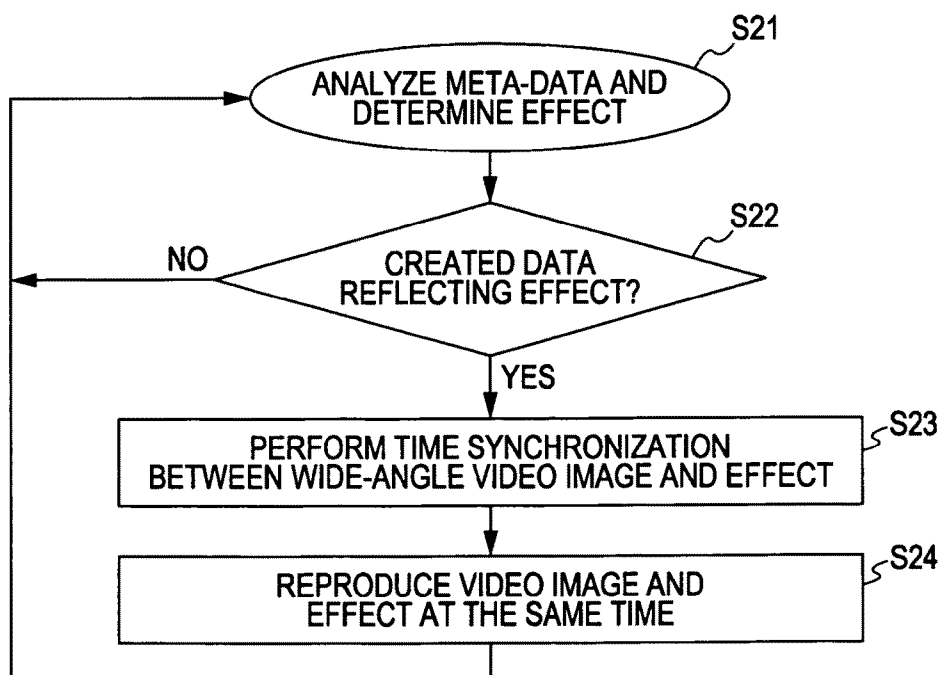 S21
ANALYZE META-DATA AND
DETERMINE EFFECT
S22
NO
CREATED DATA
REFLECTING EFFECT?
YES
S23
PERFORM TIME SYNCHRONIZATION
BETWEEN WIDE-ANGLE VIDEO IMAGE AND EFFECT
S24
REPRODUCE VIDEO IMAGE AND
EFFECT AT THE SAME TIME